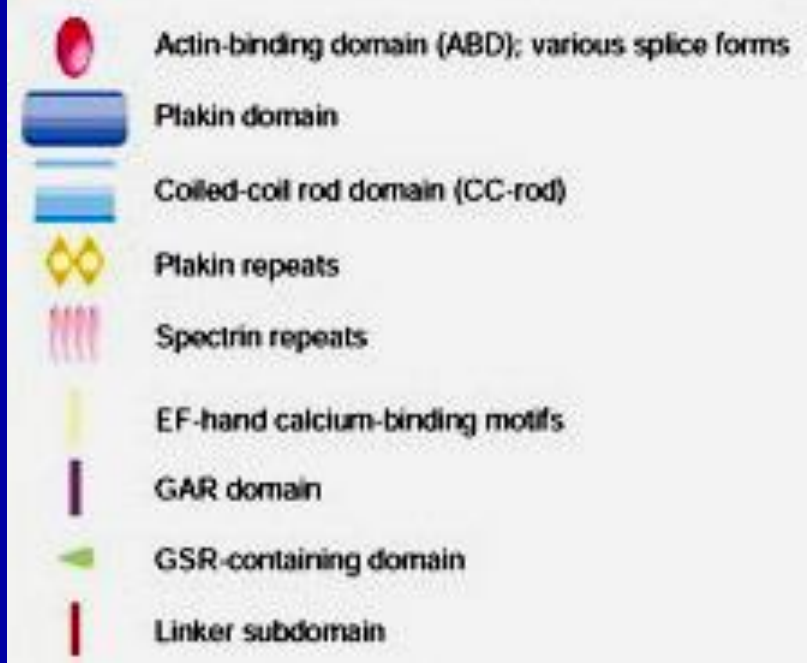 Actin-binding domain (ABD); various splice forms
Plakin domain
Coiled-coil rod domain (CC-rod)
Plakin repeats
Spectrin repeats
EF-hand calcium-binding motifs
GAR domain
GSR-containing domain
Linker subdomain